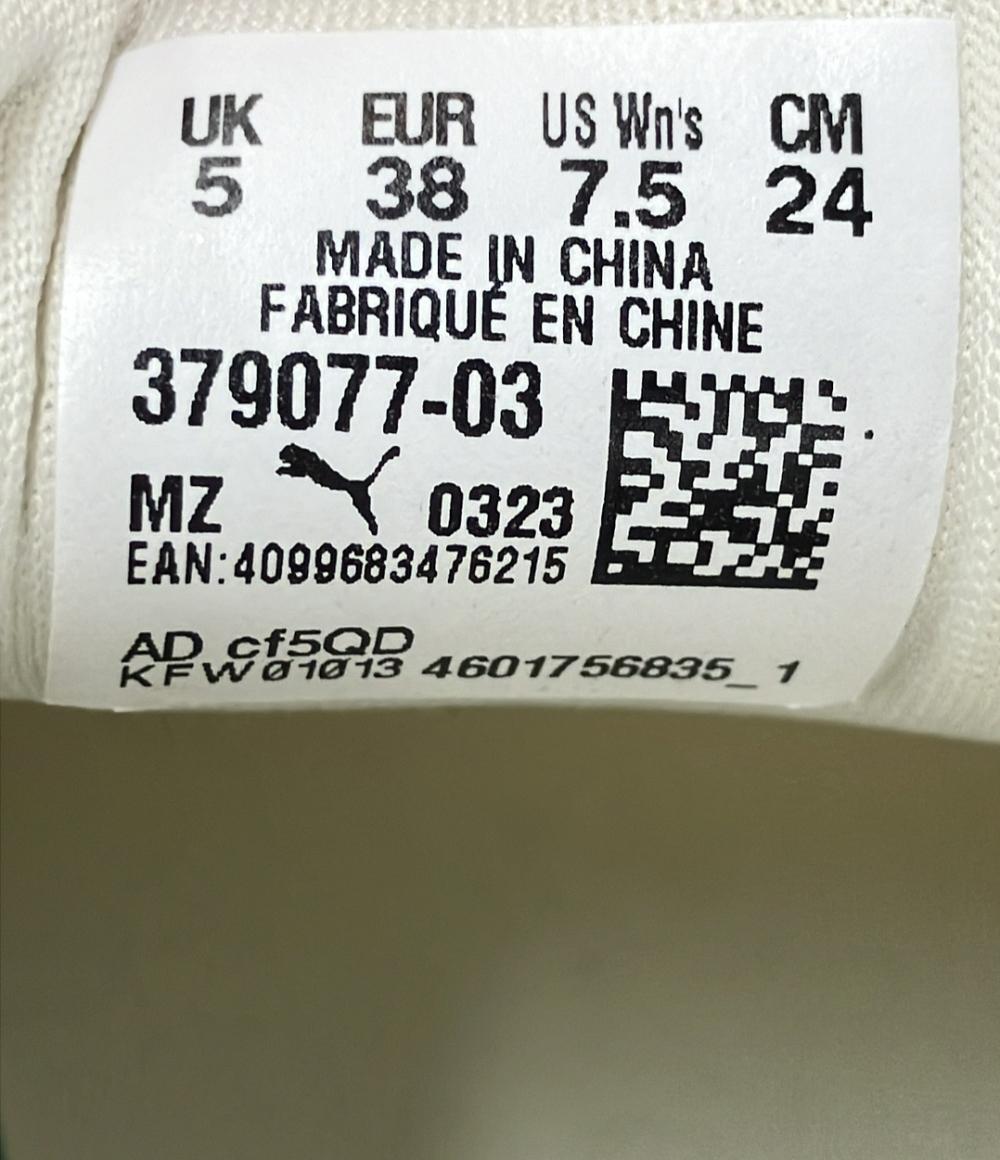 UK EUR US Wn's CM
5 38 7.5 24
MADE IN CHINA
FABRIQUÉ EN CHINE
379077-03
MZ 0323
EAN:4099683476215
AD cf5QD
KFW01013 4601756835_1